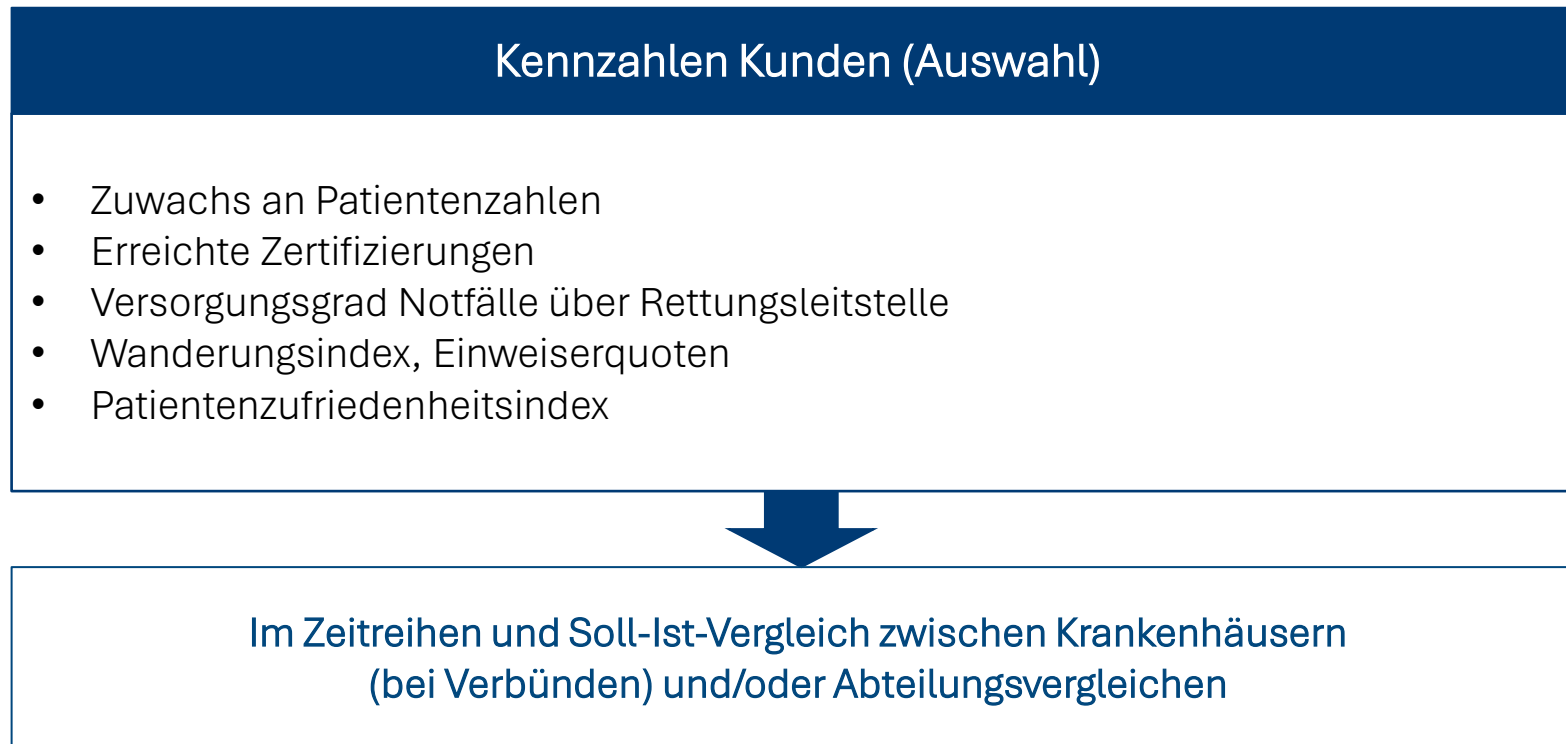 Kennzahlen Kunden (Auswahl)
• Zuwachs an Patientenzahlen
• Erreichte Zertifizierungen
• Versorgungsgrad Notfälle über Rettungsleitstelle
• Wanderungsindex, Einweiserquoten
• Patientenzufriedenheitsindex
Im Zeitreihen und Soll-Ist-Vergleich zwischen Krankenhäusern
(bei Verbünden) und/oder Abteilungsvergleichen